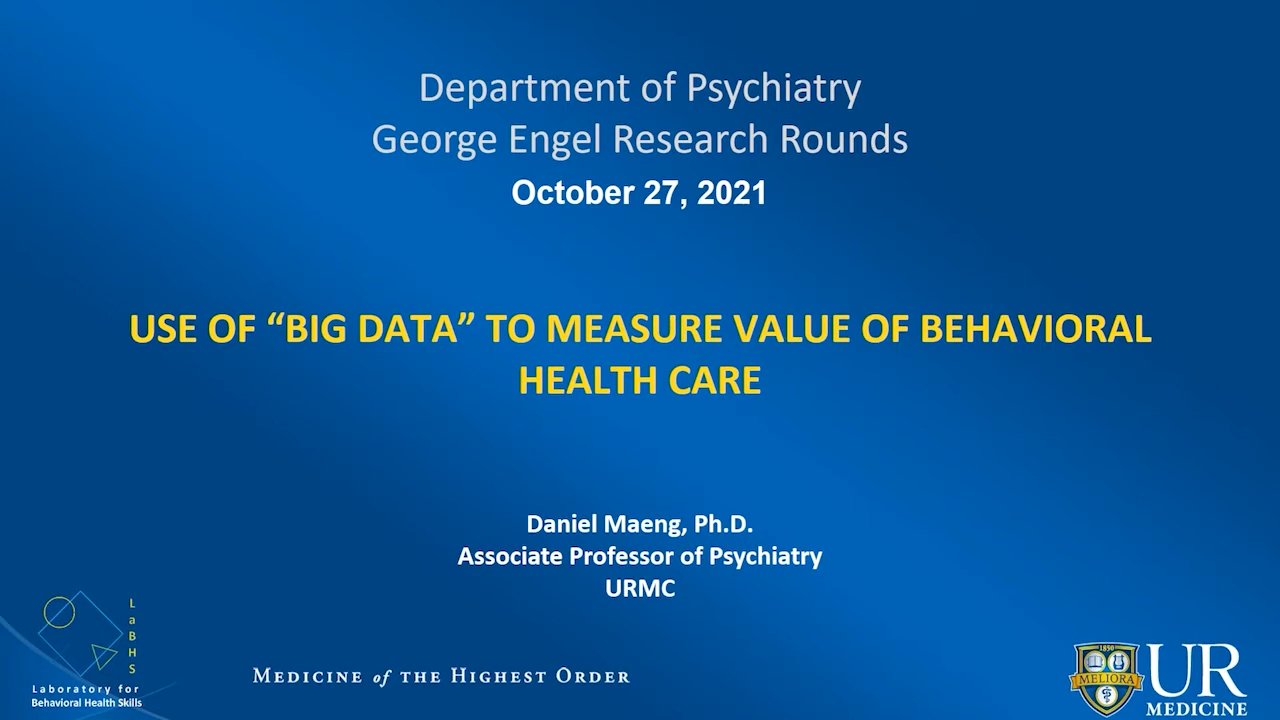 Department of Psychiatry
George Engel Research Rounds
October 27, 2021
USE OF “BIG DATA” TO MEASURE VALUE OF BEHAVIORAL
HEALTH CARE
Daniel Maeng, Ph.D.
Associate Professor of Psychiatry
URMC
L
a
B
H
S
Laboratory for
Behavioral Health Skills
MEDICINE of THE HIGHEST ORDER
1850
MELIORA
UR
MEDICINE